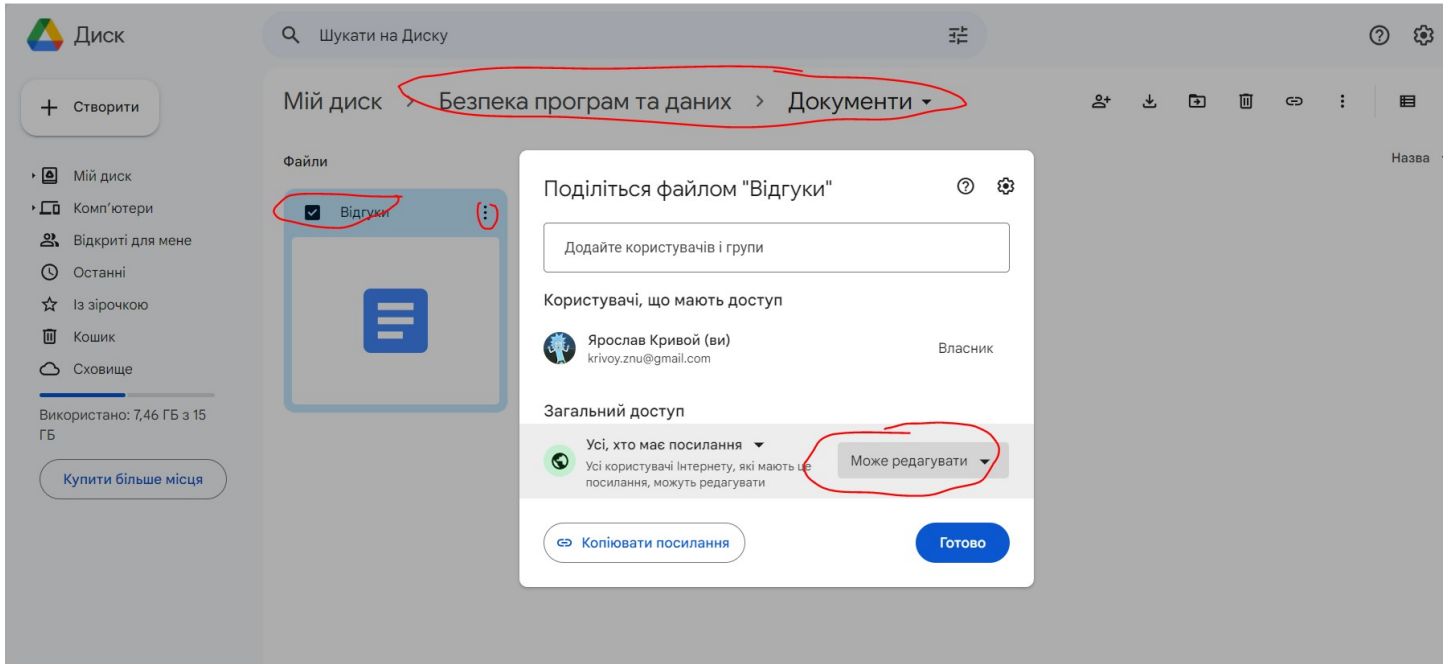 Диск
Шукати на Диску
Створити
Мій диск > Безпека програм та даних > Документи
Файли
Назва
Мій диск
Комп'ютери
Відкриті для мене
Останні
Із зірочкою
Кошик
Сховище
Використано: 7,46 ГБ з 15
ГБ
Купити більше місця
Відгуки
Поділіться файлом "Відгуки"
Додайте користувачів і групи
Користувачі, що мають доступ
Ярослав Кривой (ви)
krivoy.znu@gmail.com
Власник
Загальний доступ
Усі, хто має посилання
Усі користувачі Інтернету, які мають це
посилання, можуть редагувати
Може редагувати
Копіювати посилання
Готово